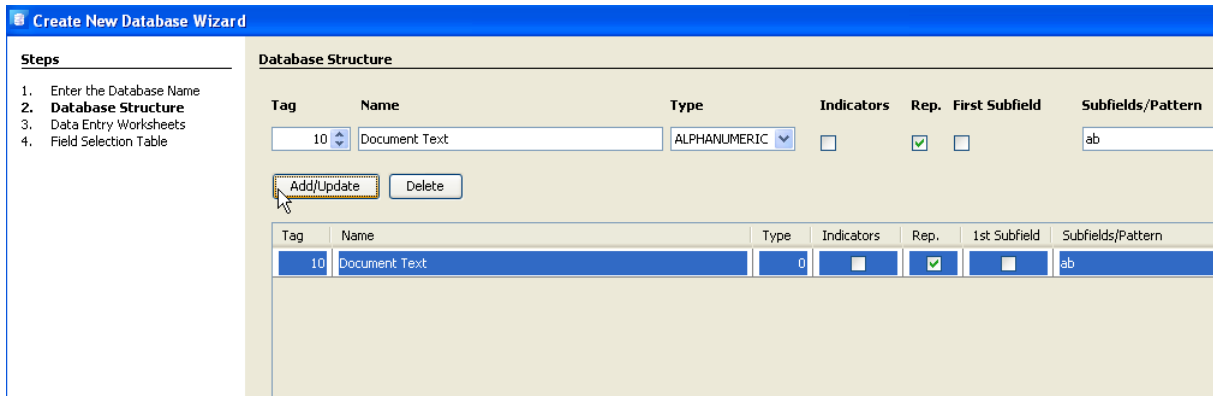 Create New Database Wizard
Steps
1. Enter the Database Name
2. Database Structure
3. Data Entry Worksheets
4. Field Selection Table
Database Structure
Tag Name Type Indicators Rep. First Subfield Subfields/Pattern
10 Document Text ALPHANUMERIC ab
Add/Update Delete
Tag Name Type Indicators Rep. 1st Subfield Subfields/Pattern
10 Document Text 0 ab